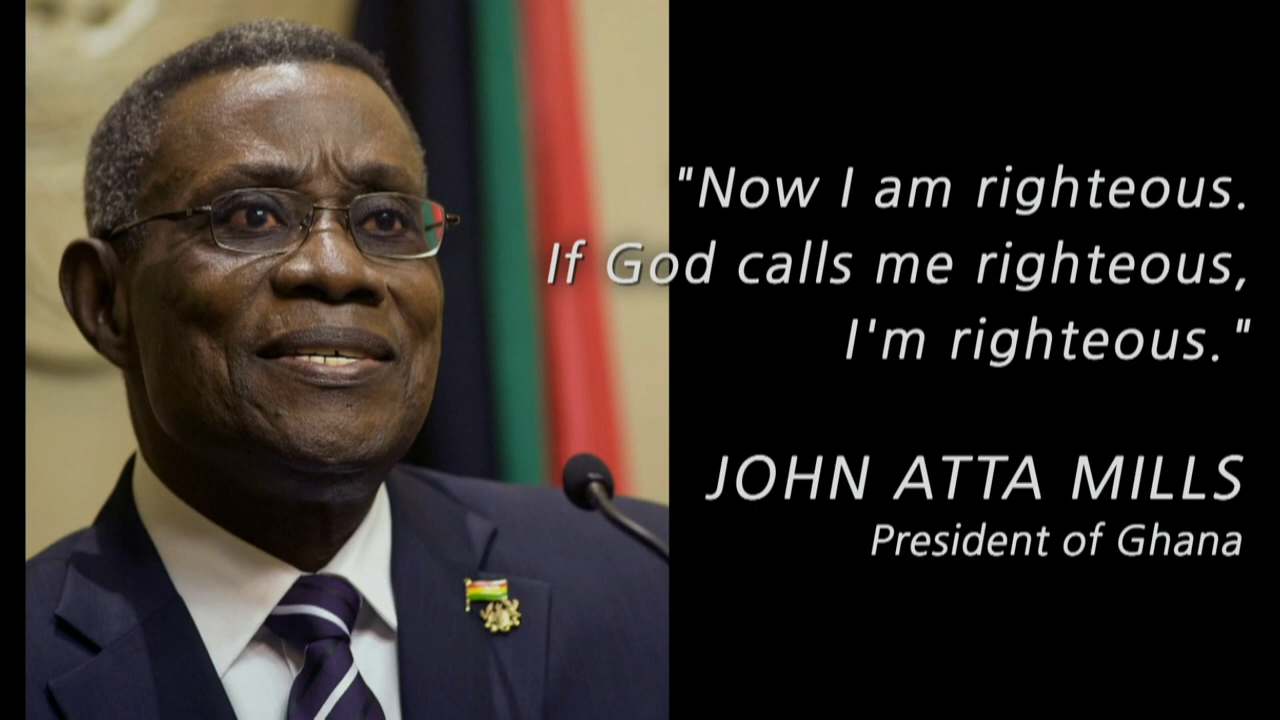 "Now I am righteous.
If God calls me righteous,
I'm righteous."
JOHN ATTA MILLS
President of Ghana